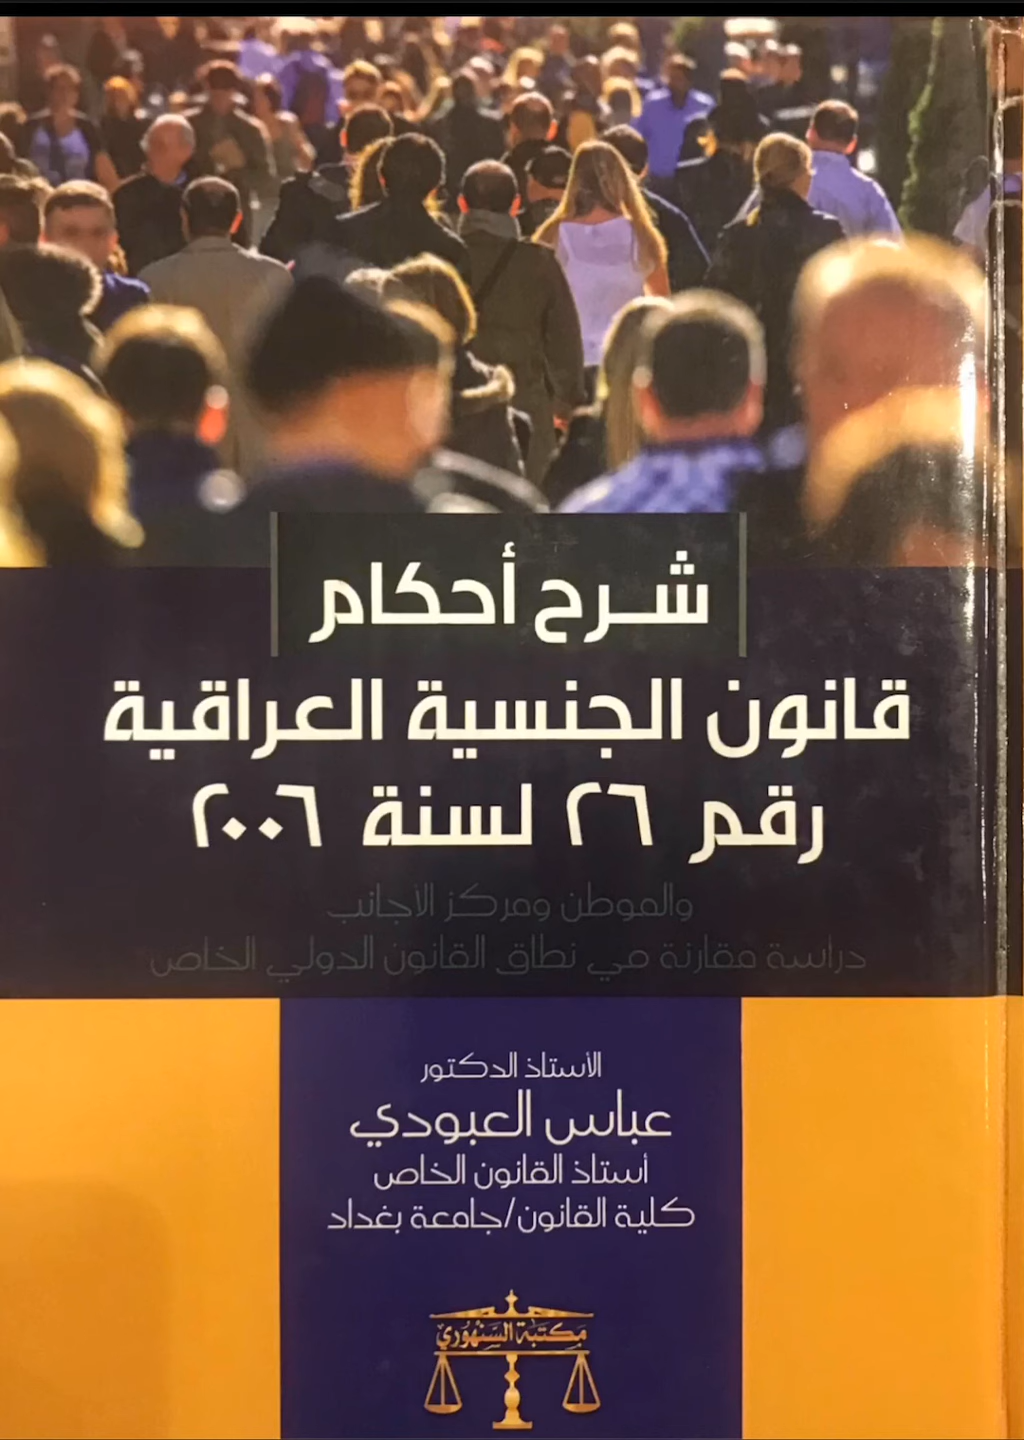 شرح أحكام
قانون الجنسية العراقية
رقم ٢٦ لسنة ٢٠٠٦
والموطن ومركز الأجانب
دراسة مقارنة في نطاق القانون الدولي الخاص
الأستاذ الدكتور
عباس العبودي
أستاذ القانون الخاص
كلية القانون/جامعة بغداد
مكتبة السنهوري